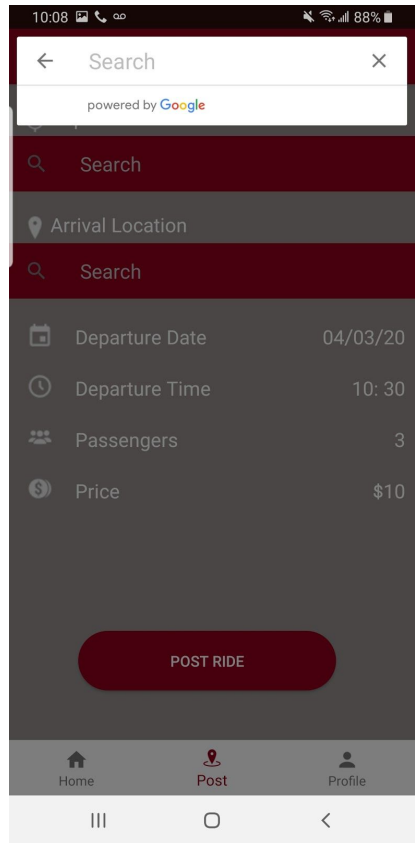 10:08 88%
Search
powered by Google
Search
Arrival Location
Search
Departure Date 04/03/20
Departure Time 10: 30
Passengers 3
Price $10
POST RIDE
Home Post Profile